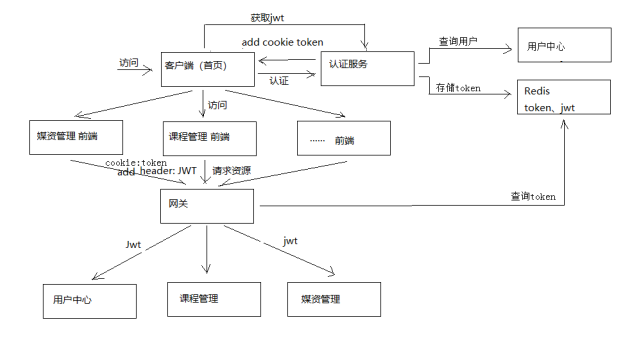 获取jwt
add cookie token
查询用户
用户中心
访问
客户端（首页）
认证服务
认证
存储token
Redis
token、jwt
访问
媒资管理 前端
课程管理 前端
...... 前端
cookie:token
add header: JWT
请求资源
网关
查询token
Jwt
jwt
用户中心
课程管理
媒资管理